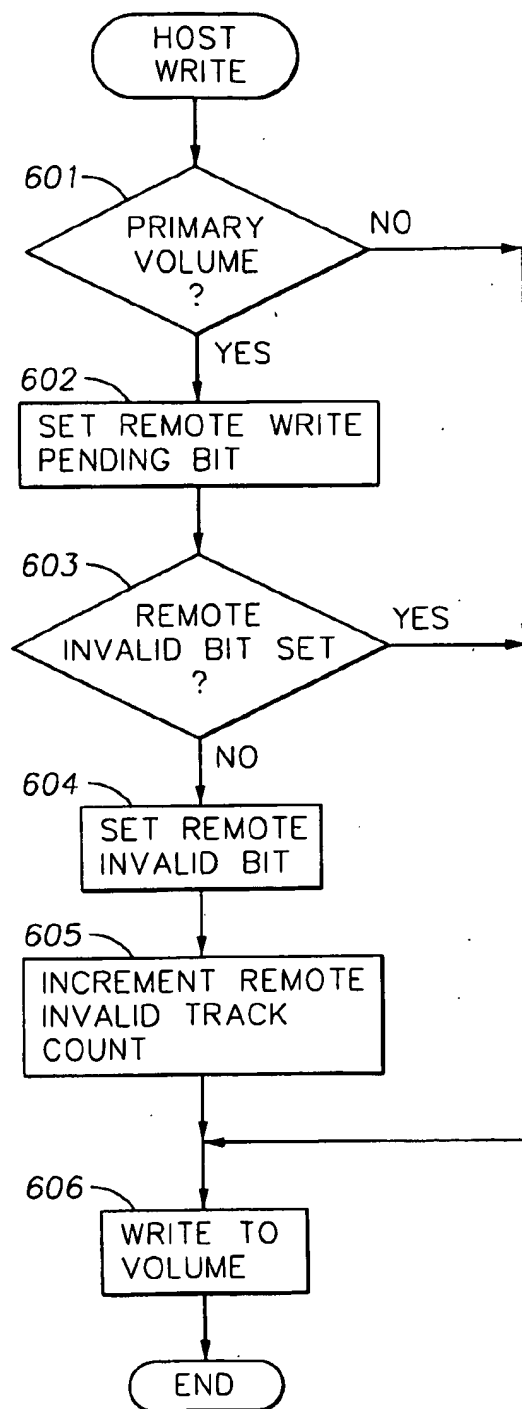 HOST
WRITE
601
PRIMARY
VOLUME
?
NO
YES
602
SET REMOTE WRITE
PENDING BIT
603
REMOTE
INVALID BIT SET
?
YES
NO
604
SET REMOTE
INVALID BIT
605
INCREMENT REMOTE
INVALID TRACK
COUNT
606
WRITE TO
VOLUME
END